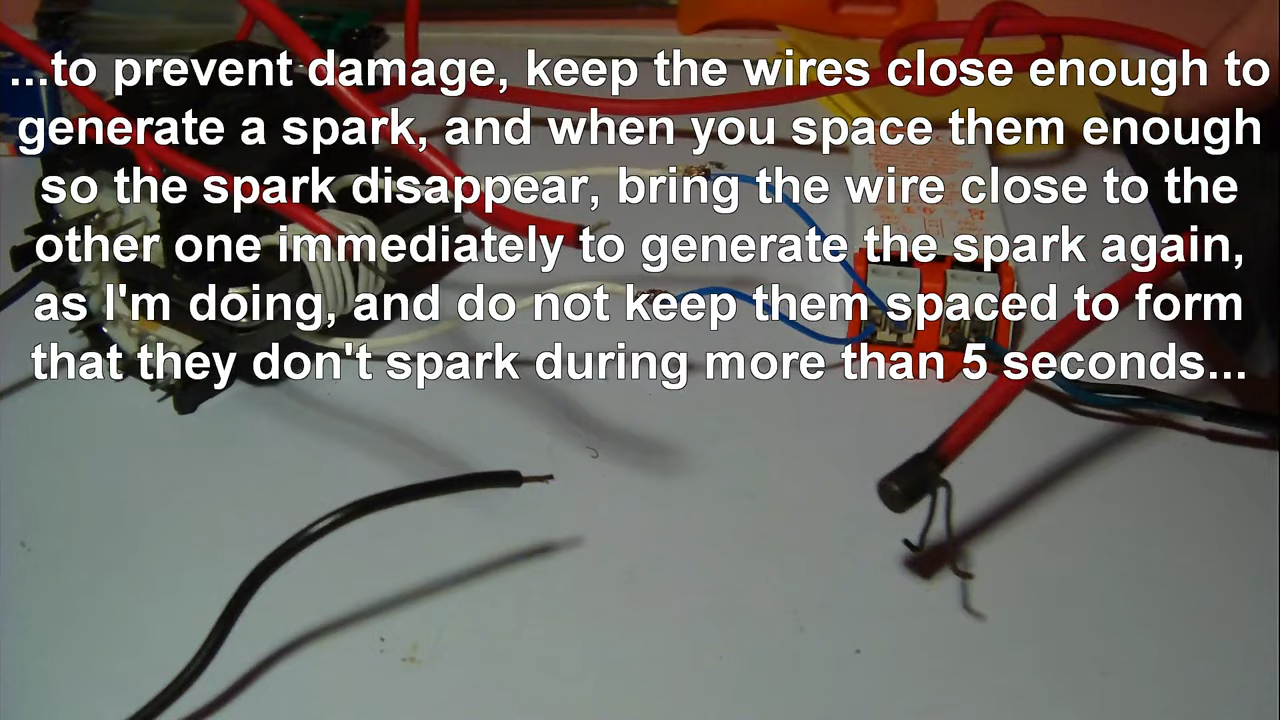 ...to prevent damage, keep the wires close enough to
generate a spark, and when you space them enough
so the spark disappear, bring the wire close to the
other one immediately to generate the spark again,
as I'm doing, and do not keep them spaced to form
that they don't spark during more than 5 seconds...